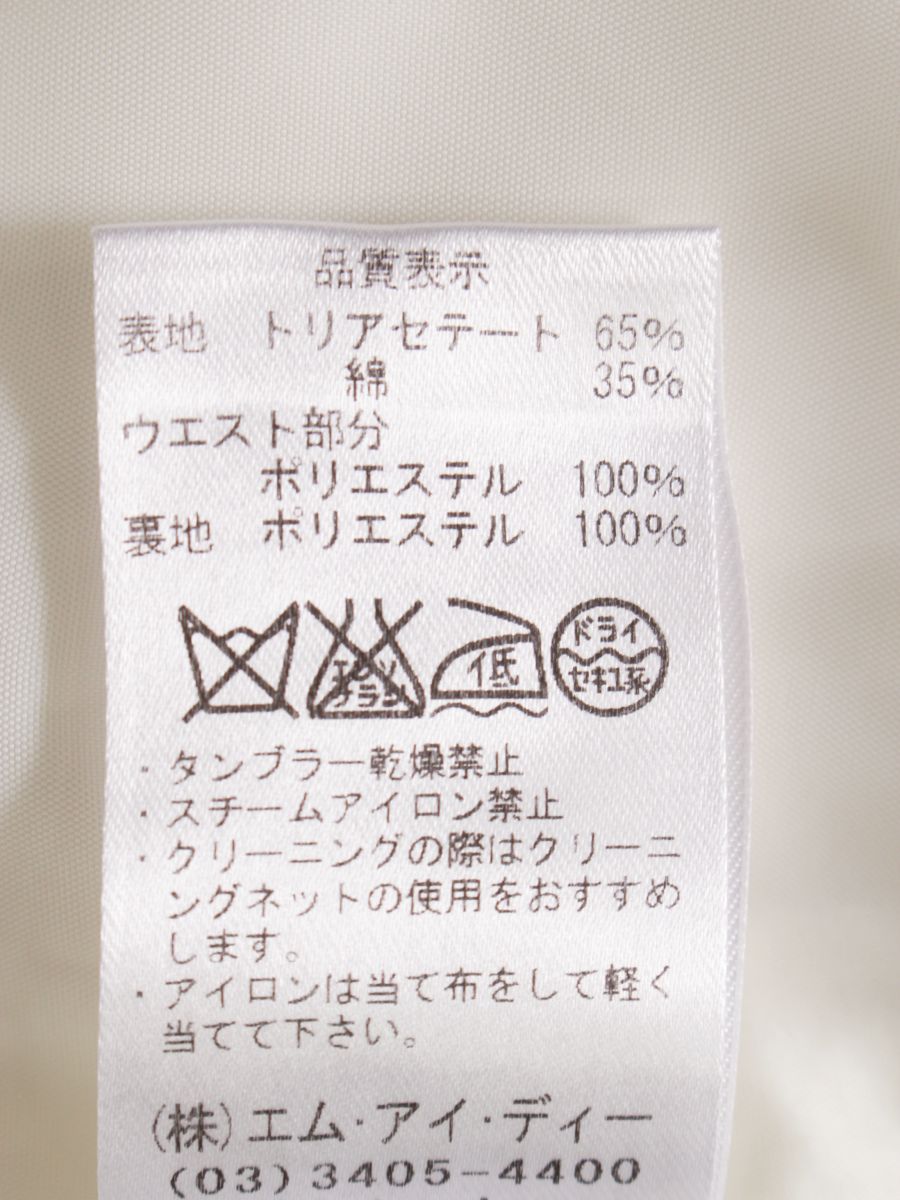 品質表示
表地 トリアセテート 65%
綿 35%
ウエスト部分
ポリエステル 100%
裏地 ポリエステル 100%
エンソ
フラン
低
ドライ
セキユ系
・タンブラー乾燥禁止
・スチームアイロン禁止
・クリーニングの際はクリーニ
ングネットの使用をおすすめ
します。
・アイロンは当て布をして軽く
当てて下さい。
(株)エム・アイ・ディー
(03)3405-4400